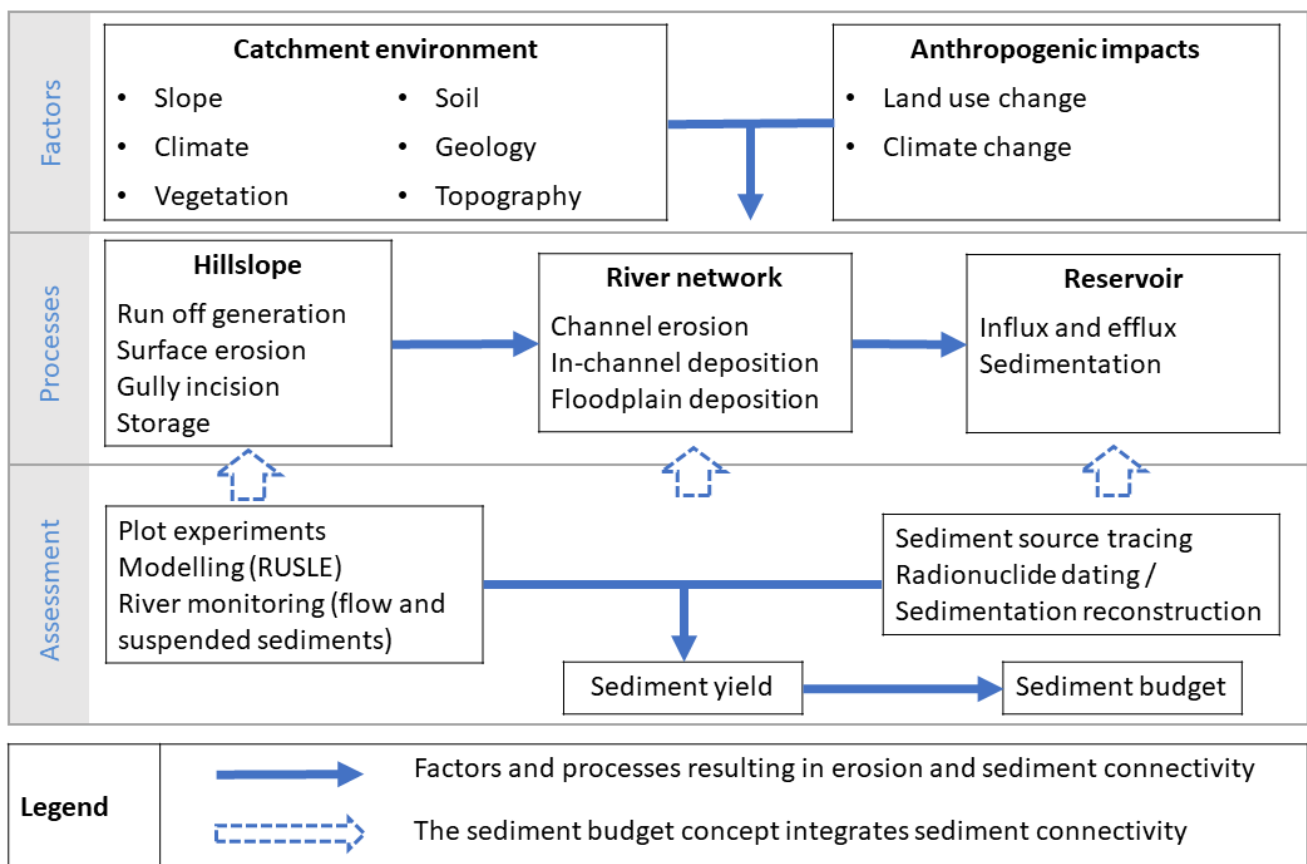 Factors
Catchment environment
• Slope
• Climate
• Vegetation
• Soil
• Geology
• Topography
Anthropogenic impacts
• Land use change
• Climate change
Processes
Hillslope
Run off generation
Surface erosion
Gully incision
Storage
River network
Channel erosion
In-channel deposition
Floodplain deposition
Reservoir
Influx and efflux
Sedimentation
Assessment
Plot experiments
Modelling (RUSLE)
River monitoring (flow and
suspended sediments)
Sediment source tracing
Radionuclide dating /
Sedimentation reconstruction
Sediment yield
Sediment budget
Legend
Factors and processes resulting in erosion and sediment connectivity
The sediment budget concept integrates sediment connectivity